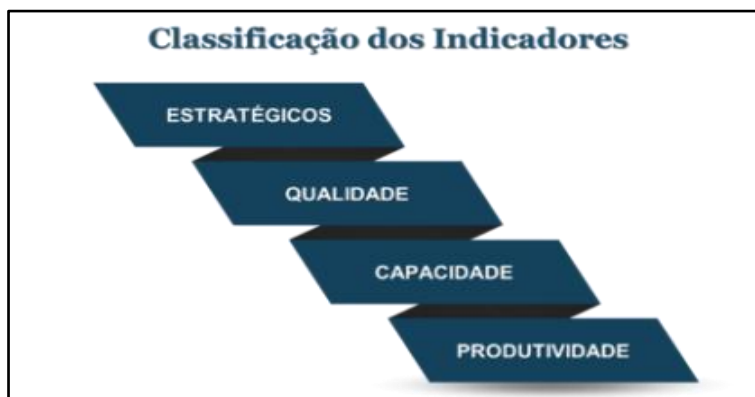 Classificação dos Indicadores
ESTRATÉGICOS
QUALIDADE
CAPACIDADE
PRODUTIVIDADE